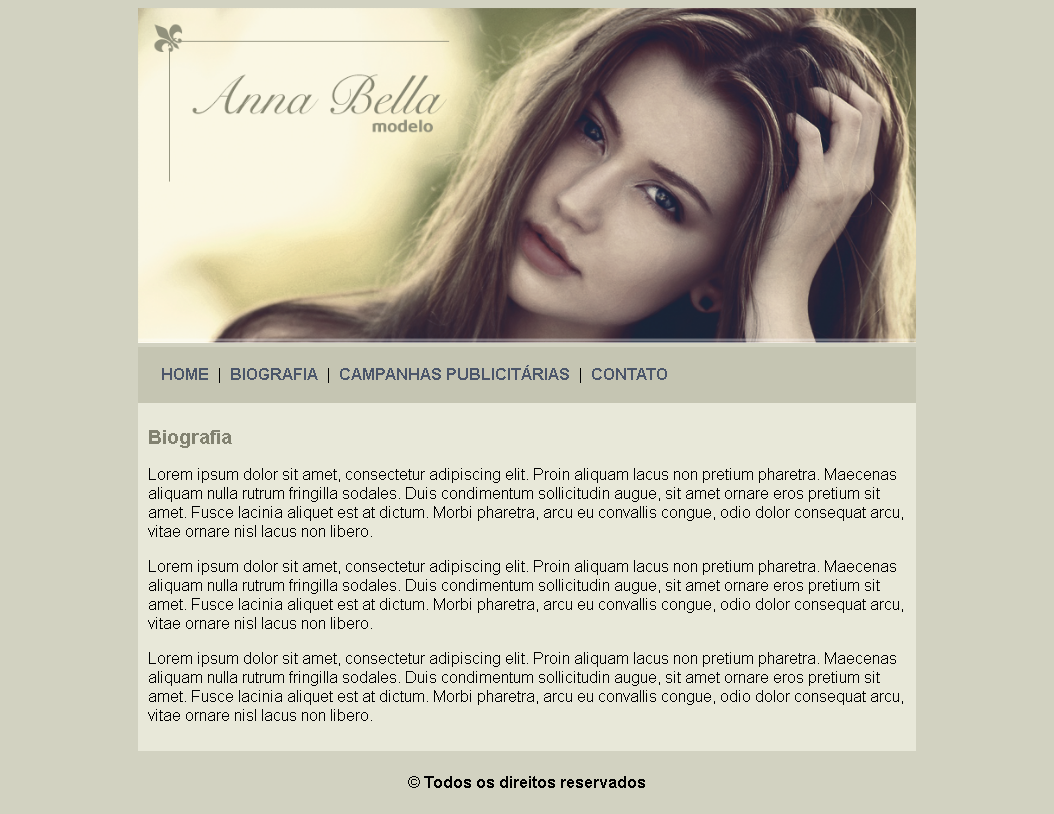 Anna Bella
modelo
HOME | BIOGRAFIA | CAMPANHAS PUBLICITÁRIAS | CONTATO
Biografia
Lorem ipsum dolor sit amet, consectetur adipiscing elit. Proin aliquam lacus non pretium pharetra. Maecenas
aliquam nulla rutrum fringilla sodales. Duis condimentum sollicitudin augue, sit amet ornare eros pretium sit
amet. Fusce lacinia aliquet est at dictum. Morbi pharetra, arcu eu convallis congue, odio dolor consequat arcu,
vitae ornare nisl lacus non libero.
Lorem ipsum dolor sit amet, consectetur adipiscing elit. Proin aliquam lacus non pretium pharetra. Maecenas
aliquam nulla rutrum fringilla sodales. Duis condimentum sollicitudin augue, sit amet ornare eros pretium sit
amet. Fusce lacinia aliquet est at dictum. Morbi pharetra, arcu eu convallis congue, odio dolor consequat arcu,
vitae ornare nisl lacus non libero.
Lorem ipsum dolor sit amet, consectetur adipiscing elit. Proin aliquam lacus non pretium pharetra. Maecenas
aliquam nulla rutrum fringilla sodales. Duis condimentum sollicitudin augue, sit amet ornare eros pretium sit
amet. Fusce lacinia aliquet est at dictum. Morbi pharetra, arcu eu convallis congue, odio dolor consequat arcu,
vitae ornare nisl lacus non libero.
© Todos os direitos reservados